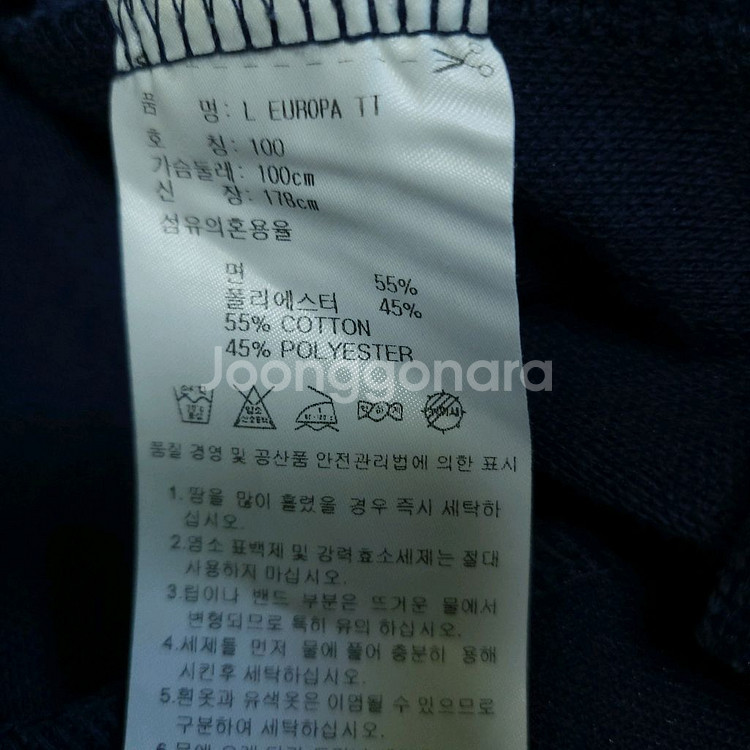 품 명: L EUROPA TT
호 칭: 100
가슴둘레: 100cm
신 장: 178cm
섬유의혼용율
면 55%
폴리에스터 45%
55% COTTON
45% POLYESTER
Joonggonara
품질 경영 및 공산품 안전관리법에 의한 표시
1.땀을 많이 흘렸을 경우 즉시 세탁하
십시오.
2.염소 표백제 및 강력효소세제는 절대
사용하지 마십시오.
3.립이나 밴드 부분은 뜨거운 물에서
변형되므로 특히 유의 하십시오.
4.세제를 먼저 물에 풀어 충분히 용해
시킨후 세탁하십시오.
5.흰옷과 유색옷은 이염될 수 있으므로
구분하여 세탁하십시오.